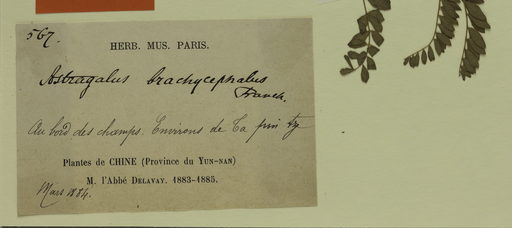 567.
HERB. MUS. PARIS.
Astragalus brachycephalus
Franch.
Au bord des champs. Environs de Ta pin tze
Plantes de CHINE (Province du YUN-NAN)
M. l'Abbé DELAVAY. 1883-1885.
Mars 1884.